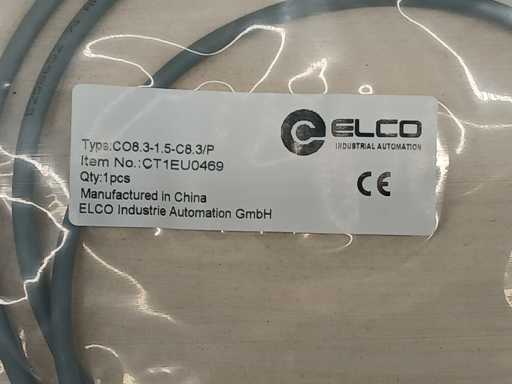 ELCO
INDUSTRIAL AUTOMATION
Type:CO8.3-1.5-C8.3/P
Item No.:CT1EU0469
Qty:1pcs
Manufactured in China
ELCO Industrie Automation GmbH
CE